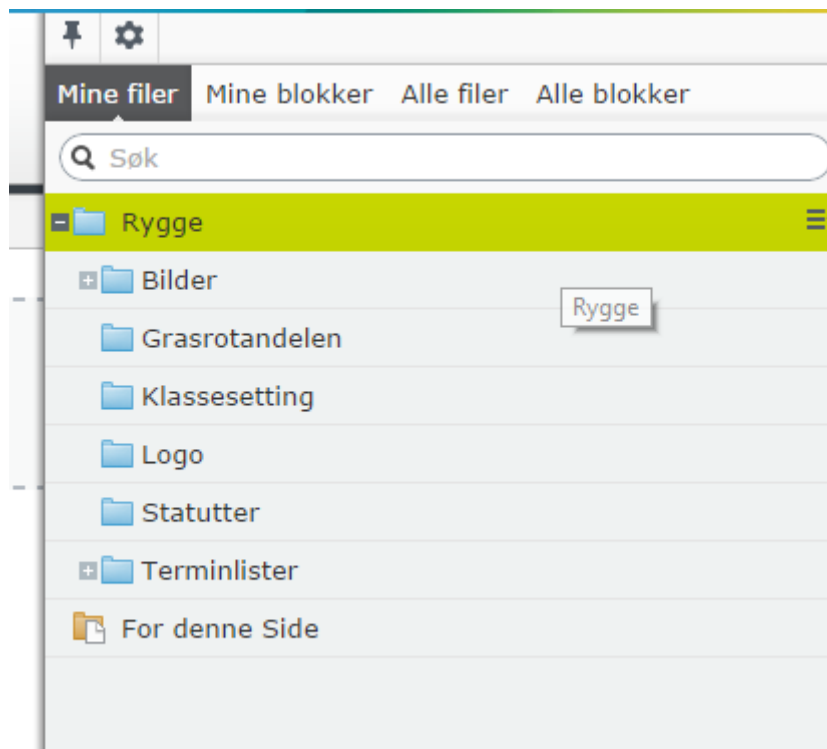 Mine filer Mine blokker Alle filer Alle blokker
Søk
Rygge
Bilder
Rygge
Grasrotandelen
Klassesetting
Logo
Statutter
Terminlister
For denne Side